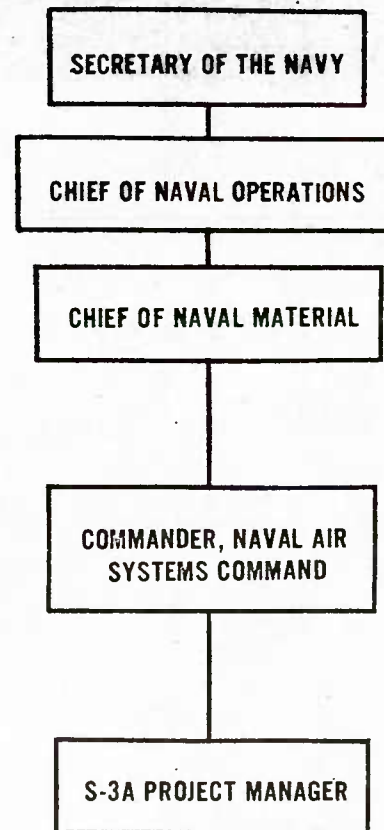 SECRETARY OF THE NAVY
CHIEF OF NAVAL OPERATIONS
CHIEF OF NAVAL MATERIAL
COMMANDER, NAVAL AIR
SYSTEMS COMMAND
S-3A PROJECT MANAGER